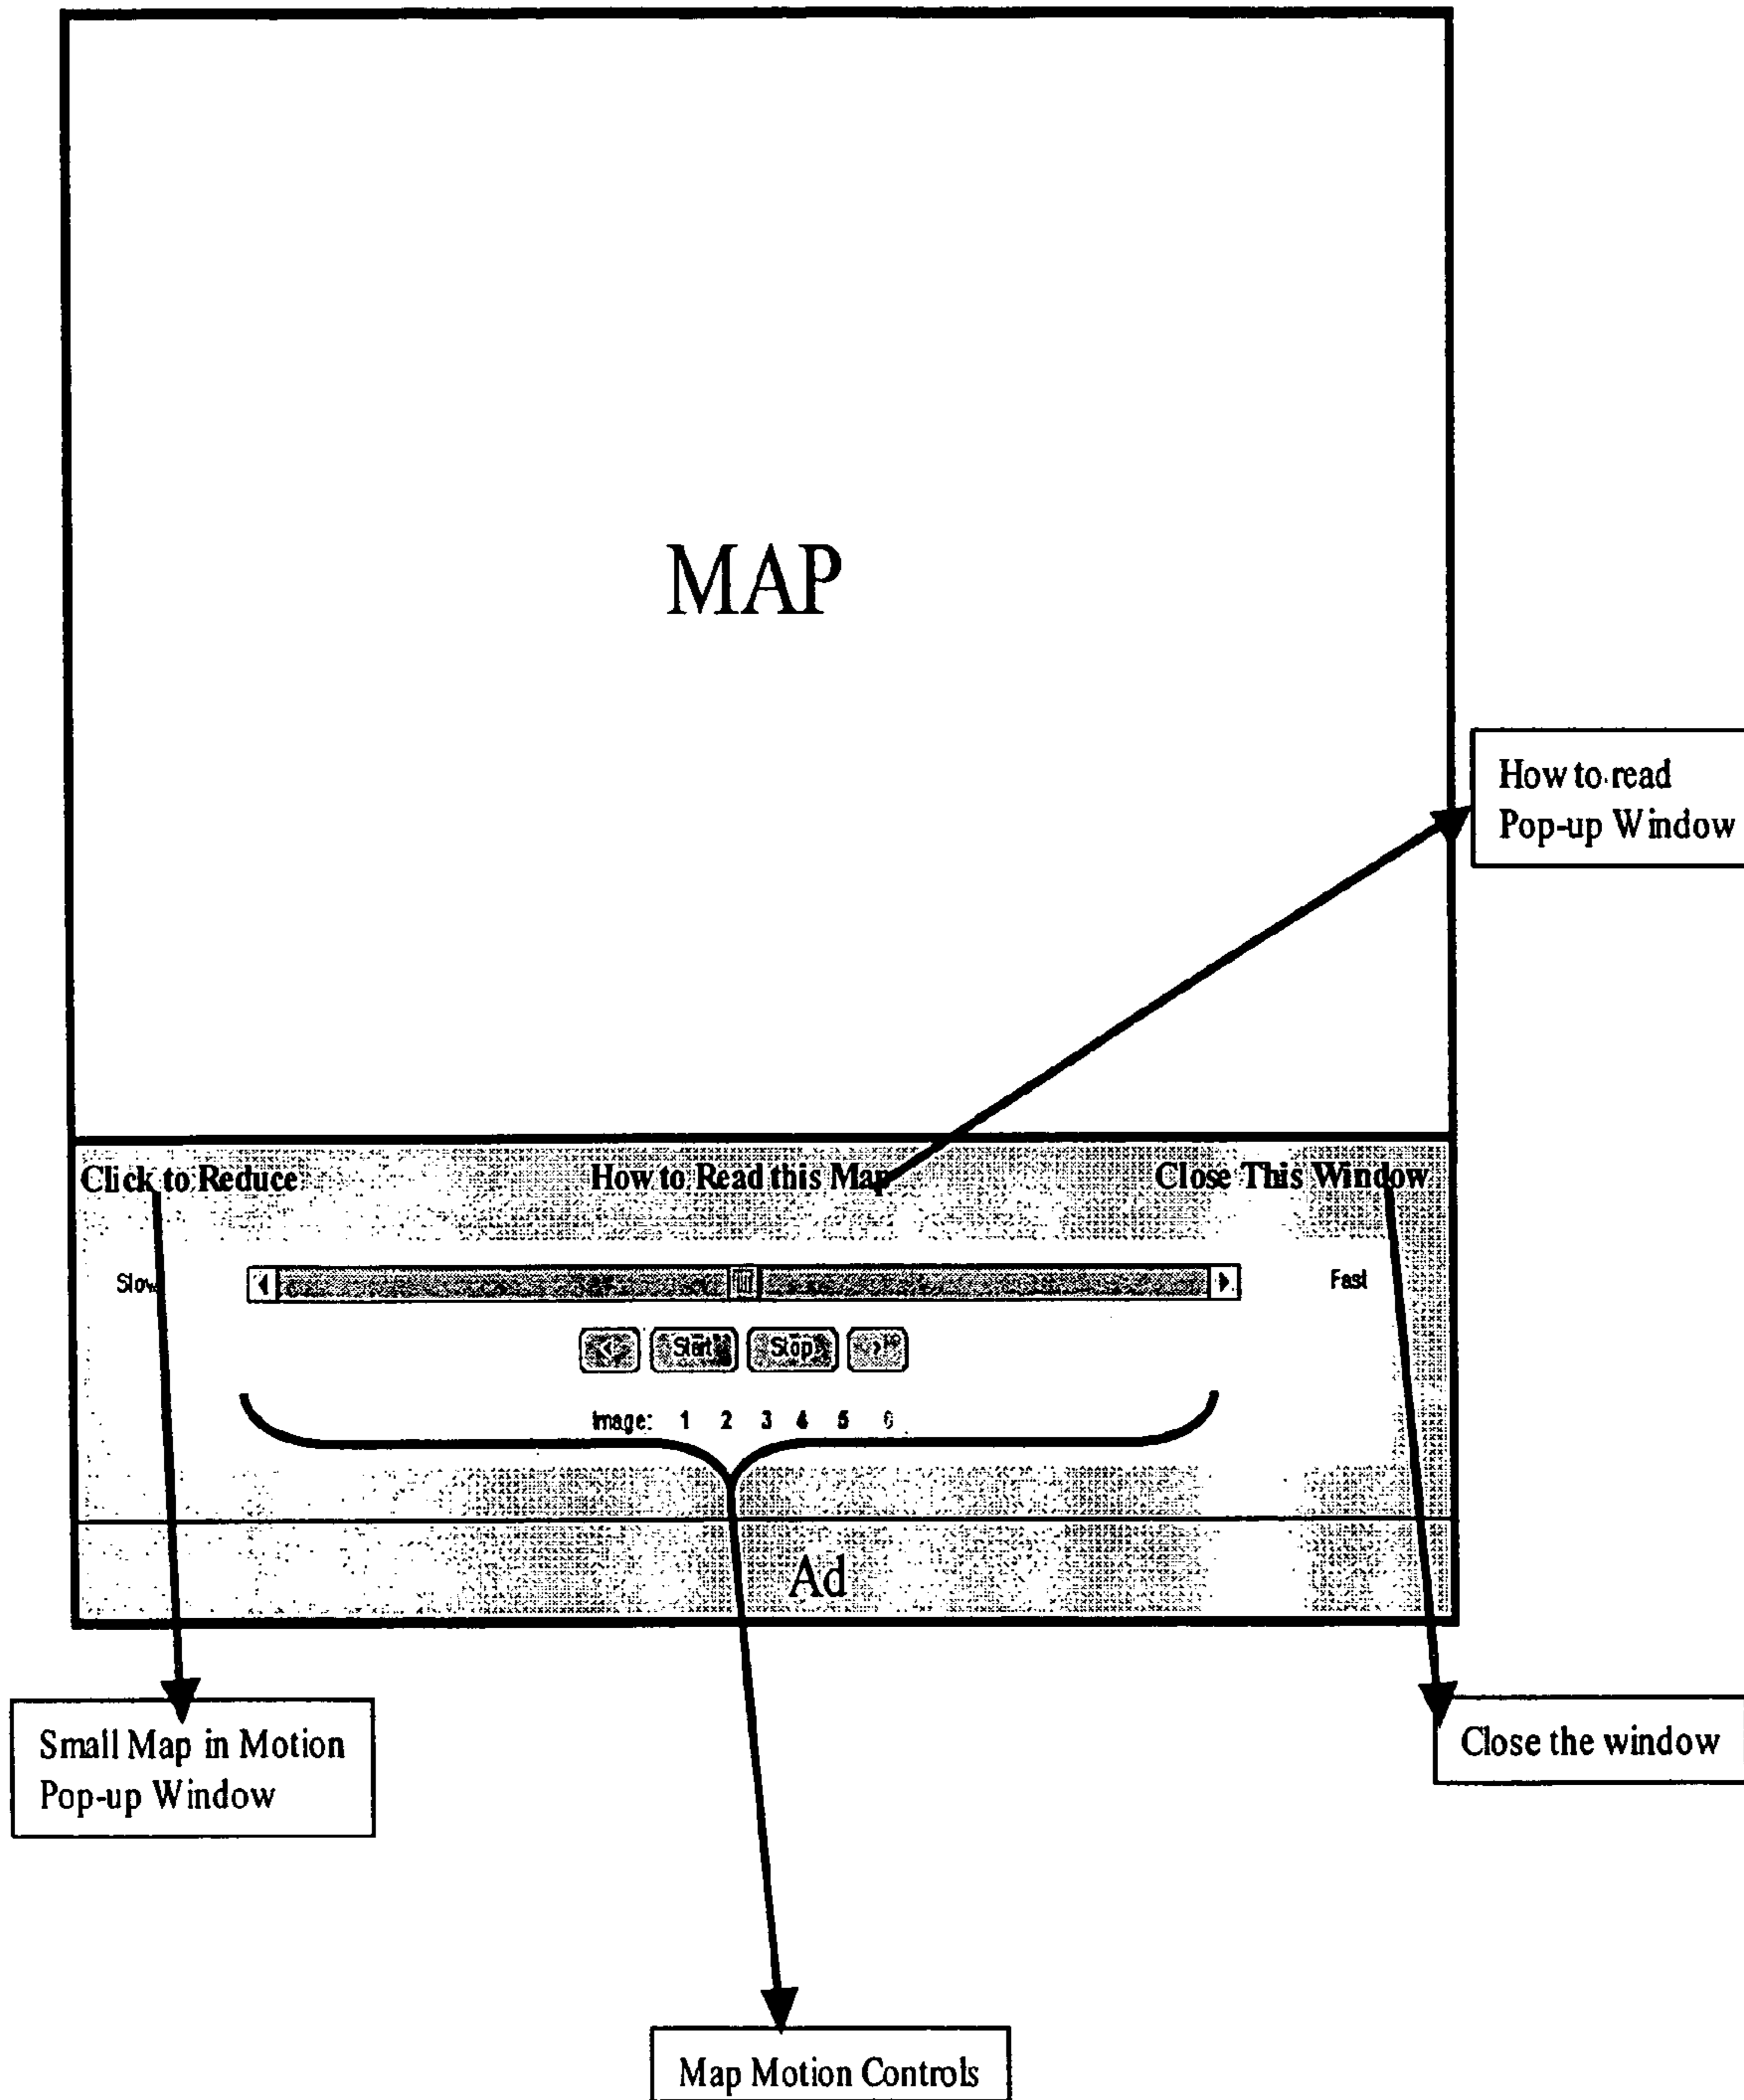 MAP
How to read
Pop-up Window
Click to Reduce How to Read this Map Close This Window
Slow Fast
< Start Stop >
Image: 1 2 3 4 5 6
Ad
Small Map in Motion
Pop-up Window
Close the window
Map Motion Controls